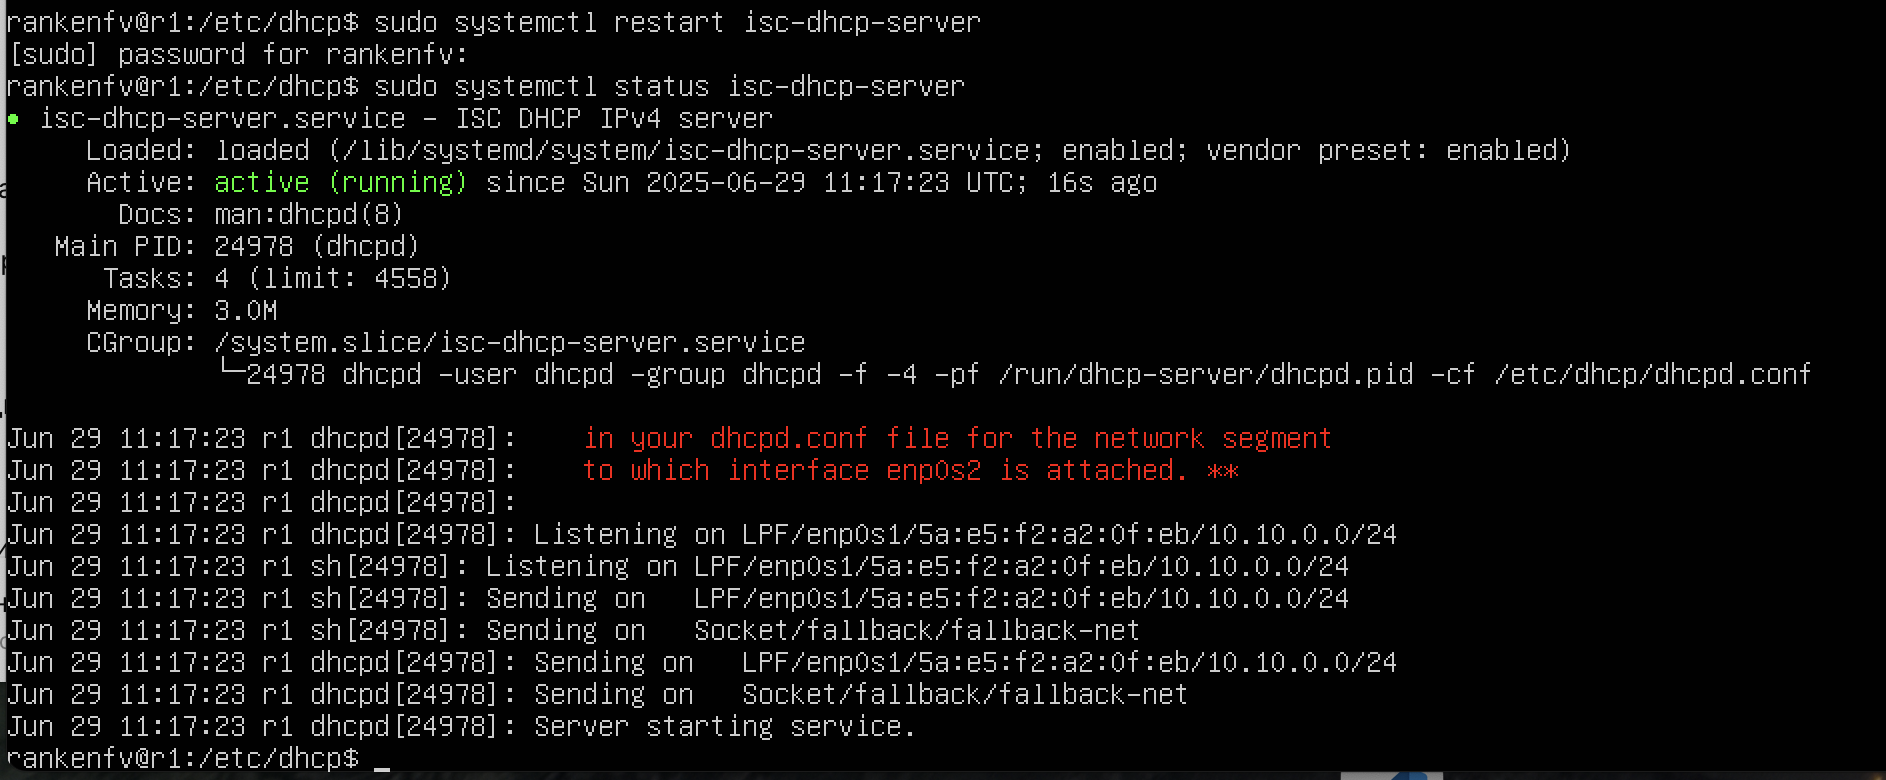 rankenfv@r1:/etc/dhcp$ sudo systemctl restart isc-dhcp-server
[sudo] password for rankenfv:
rankenfv@r1:/etc/dhcp$ sudo systemctl status isc-dhcp-server
● isc-dhcp-server.service - ISC DHCP IPv4 server
     Loaded: loaded (/lib/systemd/system/isc-dhcp-server.service; enabled; vendor preset: enabled)
     Active: active (running) since Sun 2025-06-29 11:17:23 UTC; 16s ago
       Docs: man:dhcpd(8)
   Main PID: 24978 (dhcpd)
      Tasks: 4 (limit: 4558)
     Memory: 3.0M
     CGroup: /system.slice/isc-dhcp-server.service
             └─24978 dhcpd -user dhcpd -group dhcpd -f -4 -pf /run/dhcp-server/dhcpd.pid -cf /etc/dhcp/dhcpd.conf

Jun 29 11:17:23 r1 dhcpd[24978]:    in your dhcpd.conf file for the network segment
Jun 29 11:17:23 r1 dhcpd[24978]:    to which interface enp0s2 is attached. **
Jun 29 11:17:23 r1 dhcpd[24978]:
Jun 29 11:17:23 r1 dhcpd[24978]: Listening on LPF/enp0s1/5a:e5:f2:a2:0f:eb/10.10.0.0/24
Jun 29 11:17:23 r1 sh[24978]: Listening on LPF/enp0s1/5a:e5:f2:a2:0f:eb/10.10.0.0/24
Jun 29 11:17:23 r1 sh[24978]: Sending on   LPF/enp0s1/5a:e5:f2:a2:0f:eb/10.10.0.0/24
Jun 29 11:17:23 r1 sh[24978]: Sending on   Socket/fallback/fallback-net
Jun 29 11:17:23 r1 dhcpd[24978]: Sending on   LPF/enp0s1/5a:e5:f2:a2:0f:eb/10.10.0.0/24
Jun 29 11:17:23 r1 dhcpd[24978]: Sending on   Socket/fallback/fallback-net
Jun 29 11:17:23 r1 dhcpd[24978]: Server starting service.
rankenfv@r1:/etc/dhcp$ _